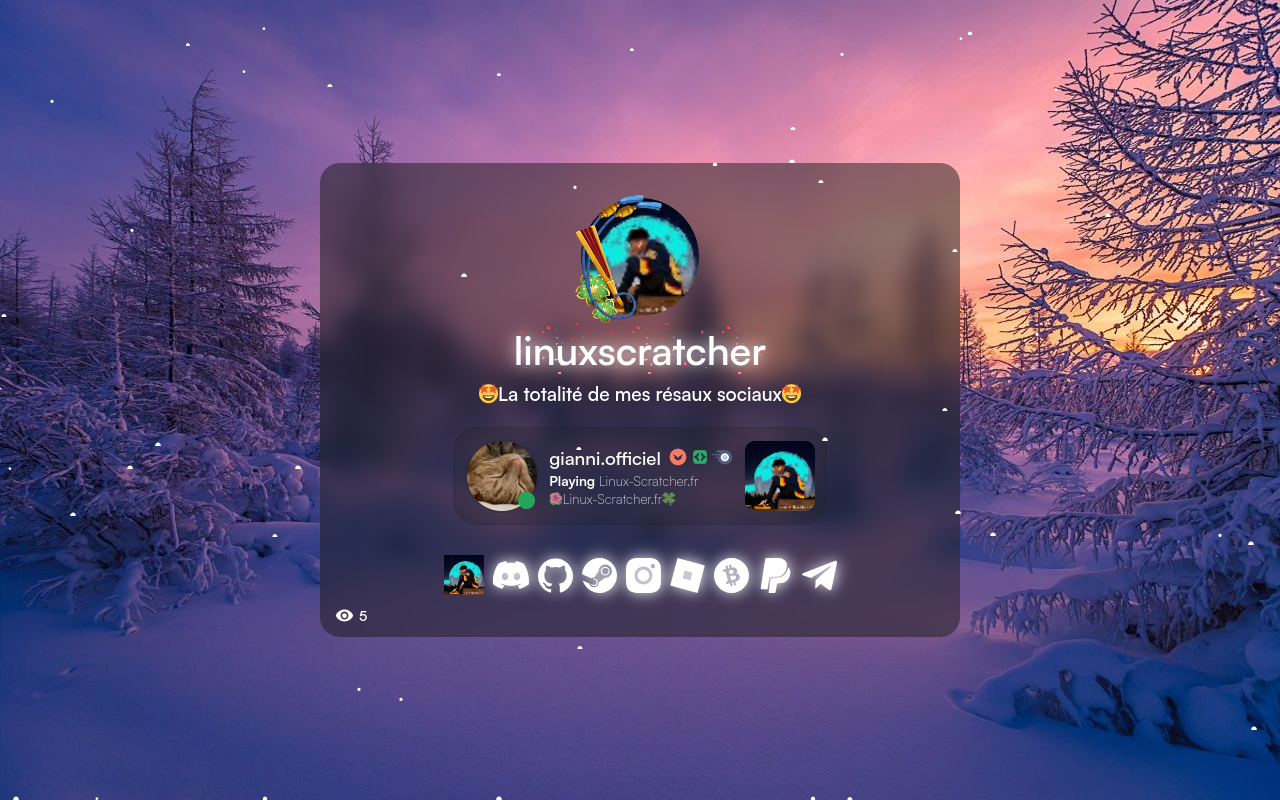 linuxscratcher
🤩La totalité de mes résaux sociaux🤩
gianni.officiel
Playing Linux-Scratcher.fr
🌺Linux-Scratcher.fr🍀
5